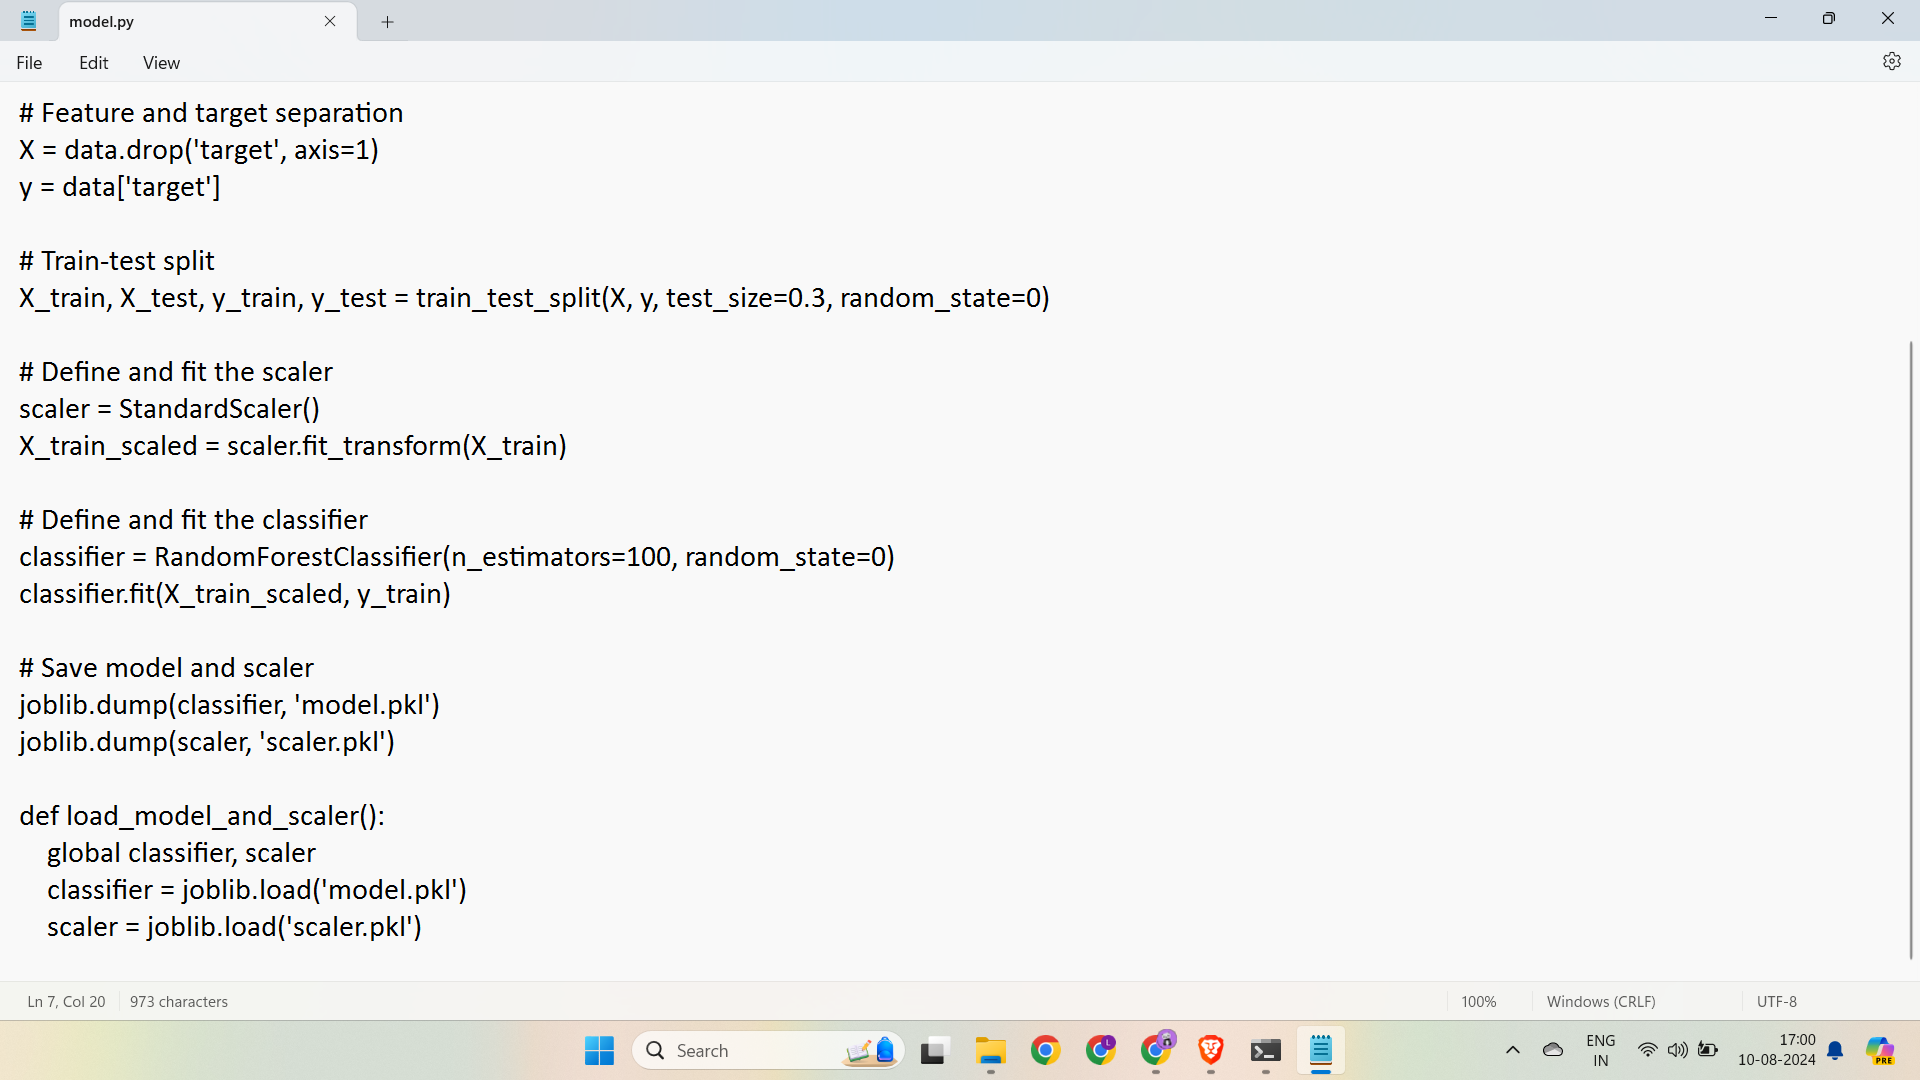 model.py
File Edit View
# Feature and target separation
X = data.drop('target', axis=1)
y = data['target']
# Train-test split
X_train, X_test, y_train, y_test = train_test_split(X, y, test_size=0.3, random_state=0)
# Define and fit the scaler
scaler = StandardScaler()
X_train_scaled = scaler.fit_transform(X_train)
# Define and fit the classifier
classifier = RandomForestClassifier(n_estimators=100, random_state=0)
classifier.fit(X_train_scaled, y_train)
# Save model and scaler
joblib.dump(classifier, 'model.pkl')
joblib.dump(scaler, 'scaler.pkl')
def load_model_and_scaler():
    global classifier, scaler
    classifier = joblib.load('model.pkl')
    scaler = joblib.load('scaler.pkl')
Ln 7, Col 20 973 characters 100% Windows (CRLF) UTF-8
Search L ENG 17:00
IN 10-08-2024 PRE